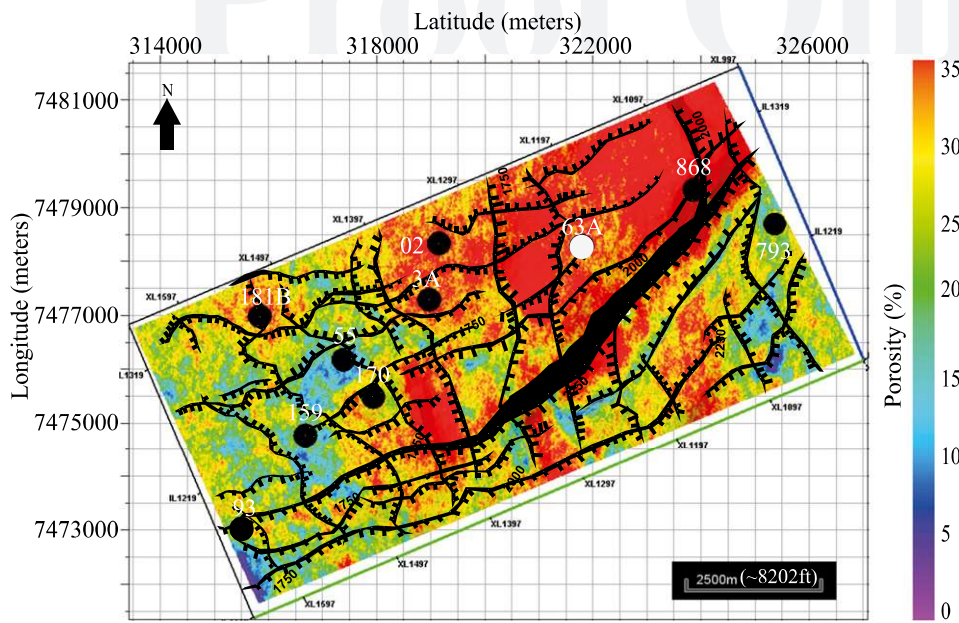 Latitude (meters)
314000 318000 322000 326000
XL997
N
7481000
XL1097
IL1319
2000
XL1197
35
868
1750
XL1297
30
7479000
XL1397
02
63A
793
IL1219
XL1497
2000
25
3A
181B
XL1597
20
7477000
1750
55
2250
170
L1319
15
XL1097
159
7475000
XL1197
10
IL1219
XL1297
1750
93
7473000
XL1397
5
1750
XL1497
2500m (~8202ft)
XL1597
0
Longitude (meters)
Porosity (%)